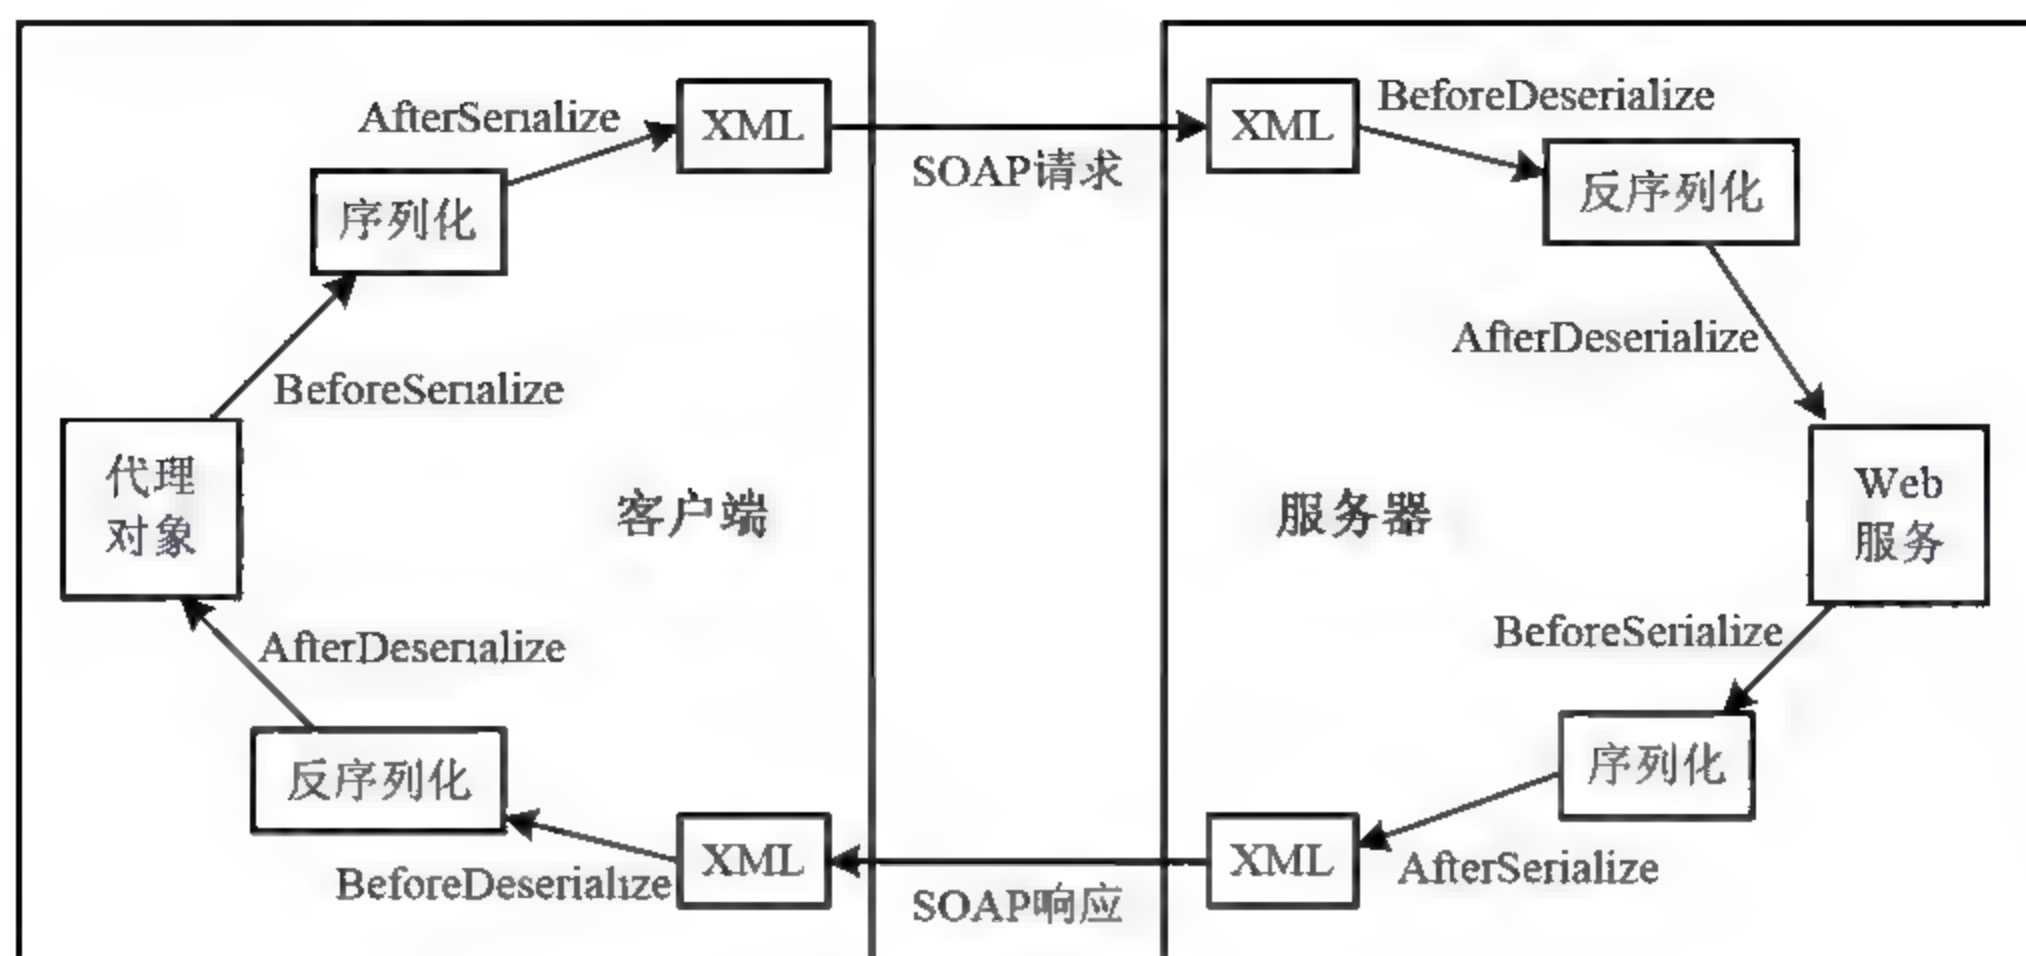 AfterSerialize
XML
SOAP请求
XML
BeforeDeserialize
序列化
反序列化
BeforeSerialize
AfterDeserialize
代理
对象
客户端
服务器
Web
服务
AfterDeserialize
BeforeSerialize
反序列化
序列化
BeforeDeserialize
XML
SOAP响应
XML
AfterSerialize